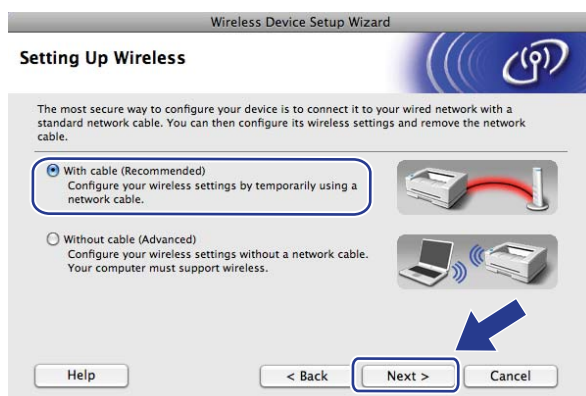 Wireless Device Setup Wizard
Setting Up Wireless
The most secure way to configure your device is to connect it to your wired network with a
standard network cable. You can then configure its wireless settings and remove the network
cable.
With cable (Recommended)
Configure your wireless settings by temporarily using a
network cable.
Without cable (Advanced)
Configure your wireless settings without a network cable.
Your computer must support wireless.
Help
< Back
Next >
Cancel